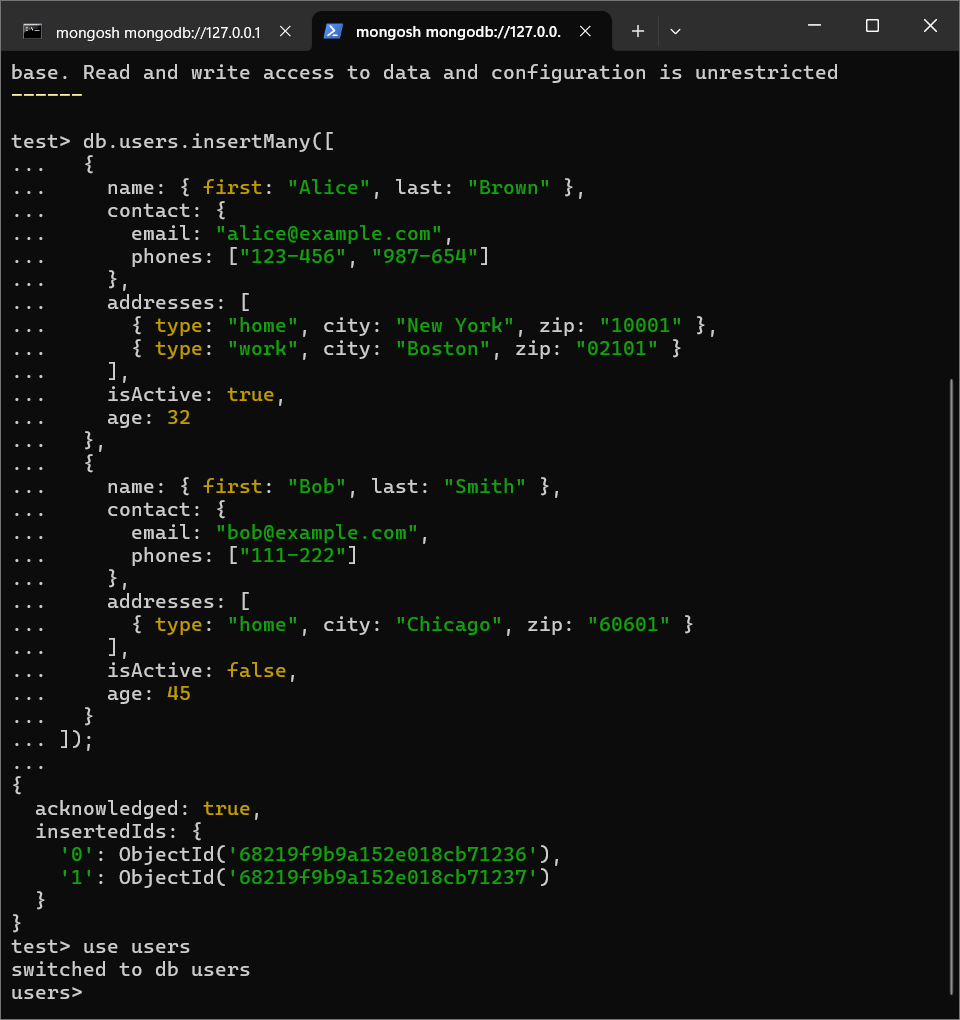 mongosh mongodb://127.0.0.1
mongosh mongodb://127.0.0.
base. Read and write access to data and configuration is unrestricted
------
test> db.users.insertMany([
...   {
...     name: { first: "Alice", last: "Brown" },
...     contact: {
...       email: "alice@example.com",
...       phones: ["123-456", "987-654"]
...     },
...     addresses: [
...       { type: "home", city: "New York", zip: "10001" },
...       { type: "work", city: "Boston", zip: "02101" }
...     ],
...     isActive: true,
...     age: 32
...   },
...   {
...     name: { first: "Bob", last: "Smith" },
...     contact: {
...       email: "bob@example.com",
...       phones: ["111-222"]
...     },
...     addresses: [
...       { type: "home", city: "Chicago", zip: "60601" }
...     ],
...     isActive: false,
...     age: 45
...   }
... ]);
...
{
  acknowledged: true,
  insertedIds: {
    '0': ObjectId('68219f9b9a152e018cb71236'),
    '1': ObjectId('68219f9b9a152e018cb71237')
  }
}
test> use users
switched to db users
users>